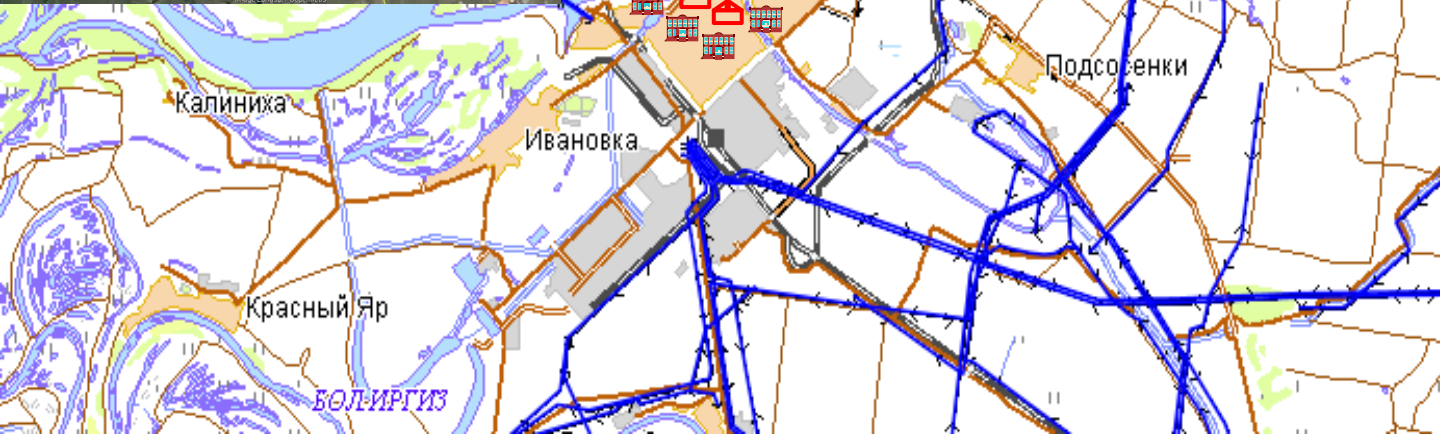 Подсосенки
Калиниха
Ивановка
Красный Яр
БОЛ.ИРГИЗ